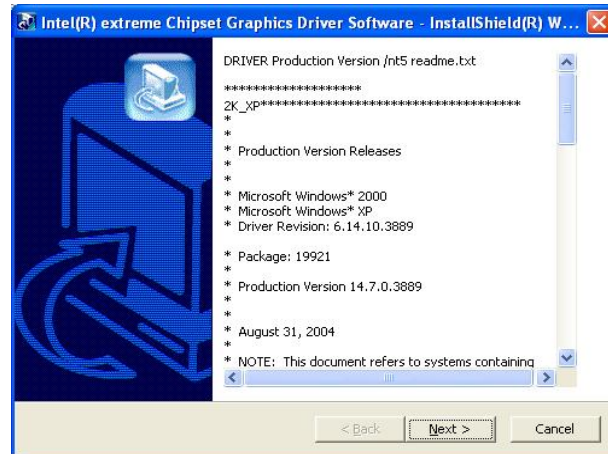 Intel(R) extreme Chipset Graphics Driver Software - InstallShield(R) W...
DRIVER Production Version /nt5 readme.txt
*******************
2K_XP************************************
*
*
* Production Version Releases
*
*
* Microsoft Windows* 2000
* Microsoft Windows* XP
* Driver Revision: 6.14.10.3889
*
* Package: 19921
*
* Production Version 14.7.0.3889
*
*
* August 31, 2004
*
* NOTE: This document refers to systems containing
< Back
Next >
Cancel